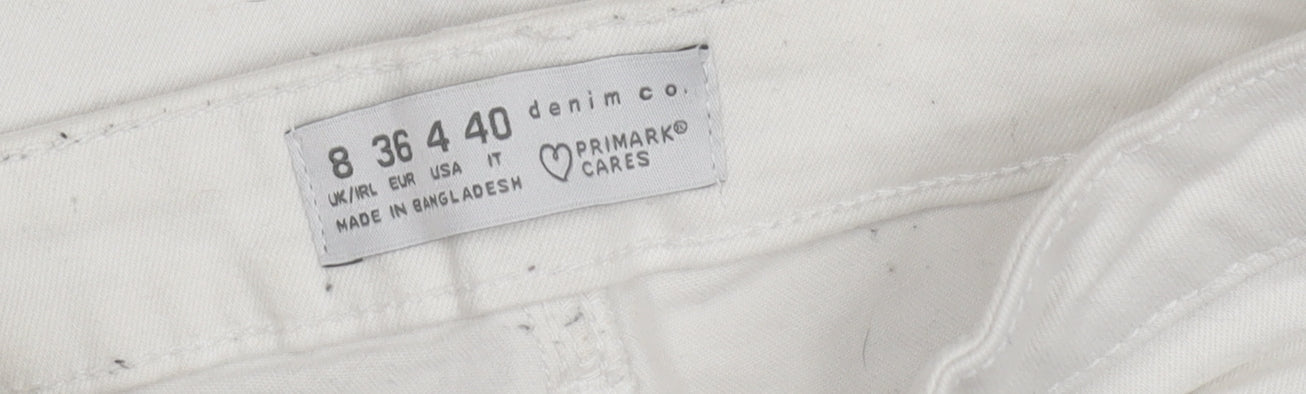 8 36 4 40
UK/IRL EUR USA IT
MADE IN BANGLADESH
denim co.
PRIMARK®
CARES